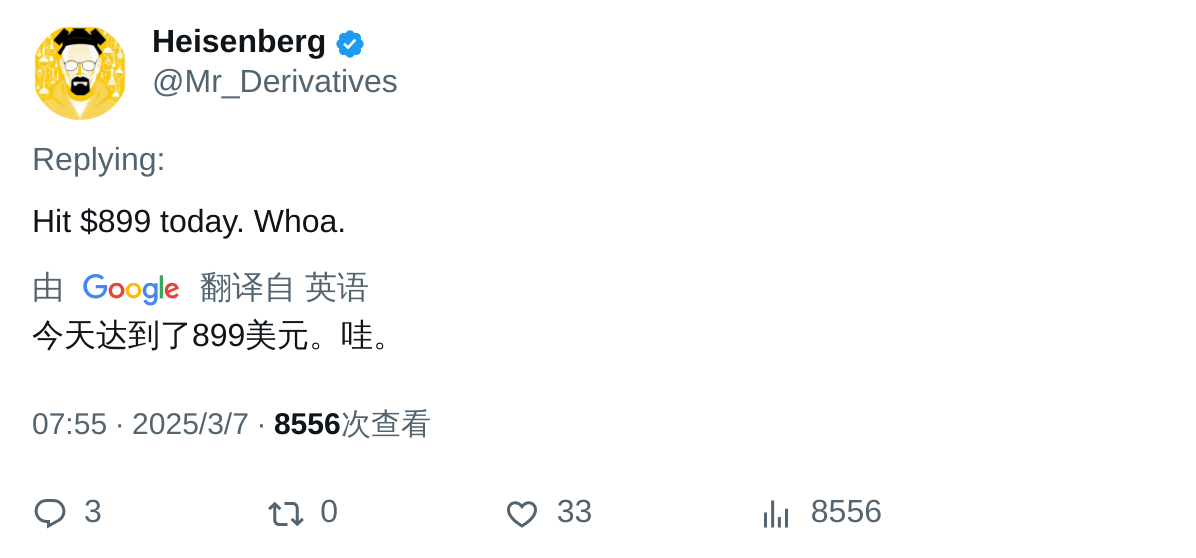 Heisenberg
@Mr_Derivatives
Replying:
Hit $899 today. Whoa.
由 Google 翻译自 英语
今天达到了899美元。哇。
07:55 · 2025/3/7 · 8556次查看
3 0 33 8556